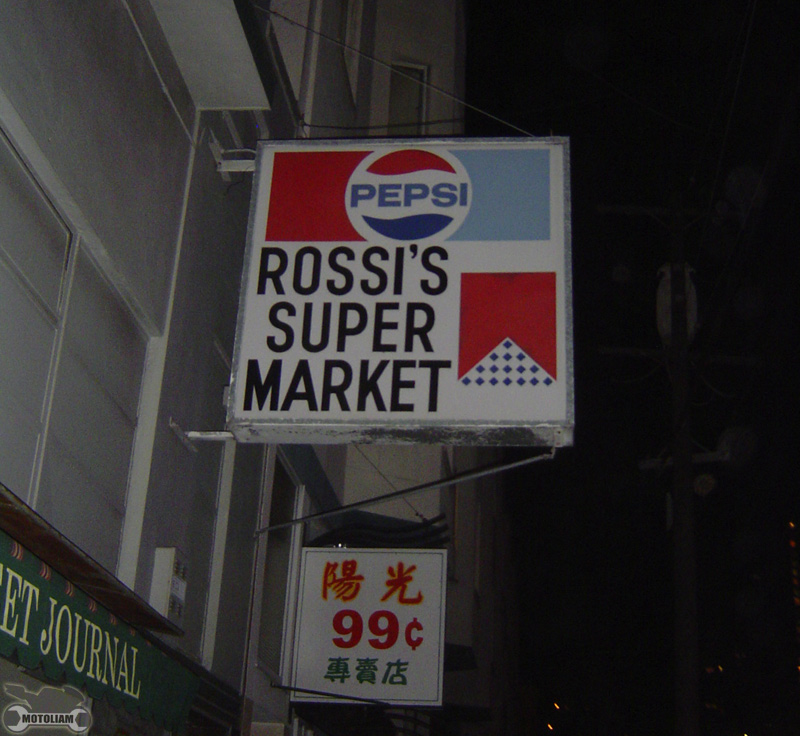 PEPSI
ROSSI'S
SUPER
MARKET
陽光
99¢
專賣店
ET JOURNAL
MOTOLIAM